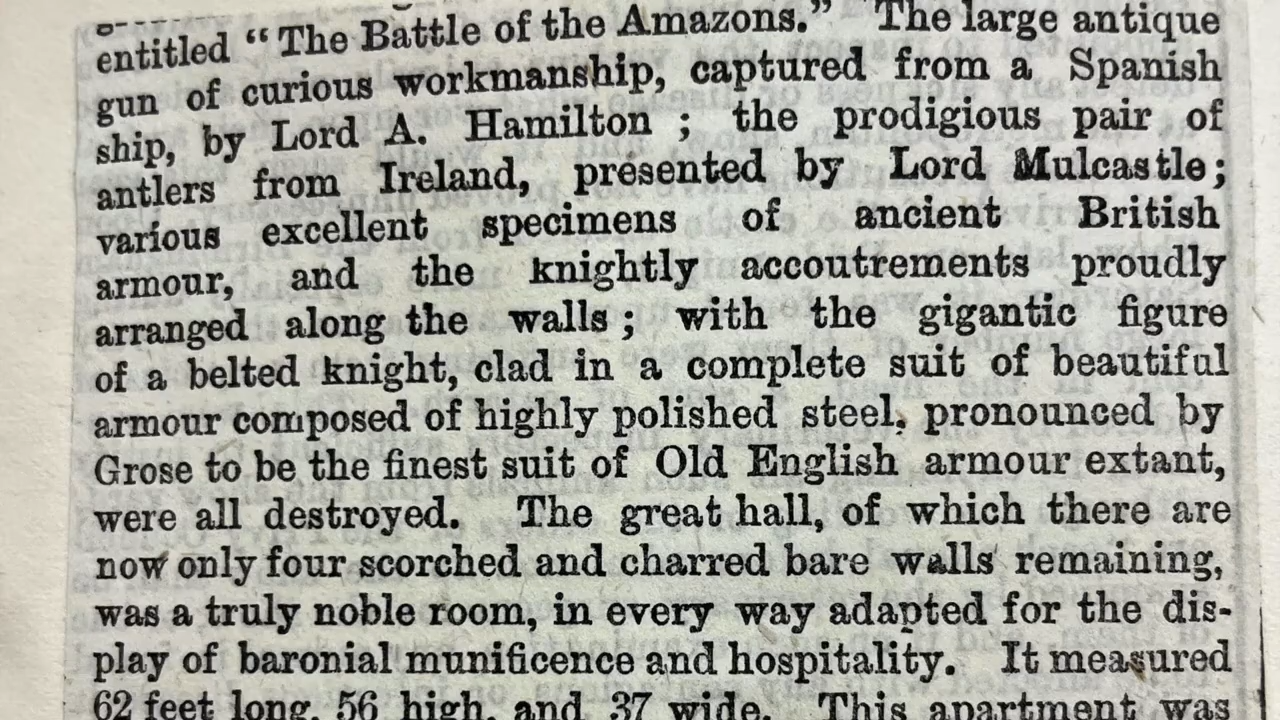 entitled “The Battle of the Amazons.” The large antique
gun of curious workmanship, captured from a Spanish
ship, by Lord A. Hamilton ; the prodigious pair of
antlers from Ireland, presented by Lord Mulcastle;
various excellent specimens of ancient British
armour, and the knightly accoutrements proudly
arranged along the walls ; with the gigantic figure
of a belted knight, clad in a complete suit of beautiful
armour composed of highly polished steel, pronounced by
Grose to be the finest suit of Old English armour extant,
were all destroyed. The great hall, of which there are
now only four scorched and charred bare walls remaining,
was a truly noble room, in every way adapted for the dis-
play of baronial munificence and hospitality. It measured
62 feet long, 56 high, and 37 wide. This apartment was